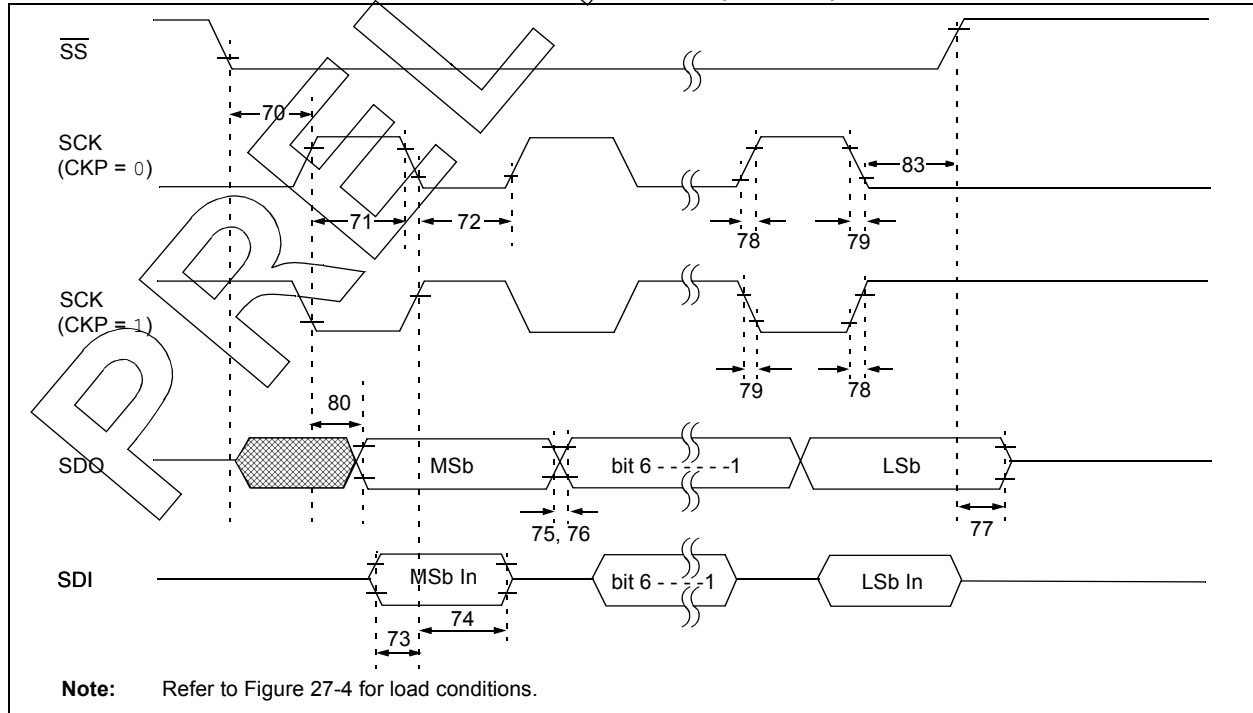 SS
70
SCK
(CKP = 0)
71
72
83
78
79
SCK
(CKP = 1)
79
78
80
SDO
MSb
bit 6 - - - - - -1
LSb
75, 76
77
SDI
MSb In
bit 6 - - - -1
LSb In
74
73
Note: Refer to Figure 27-4 for load conditions.
PREL